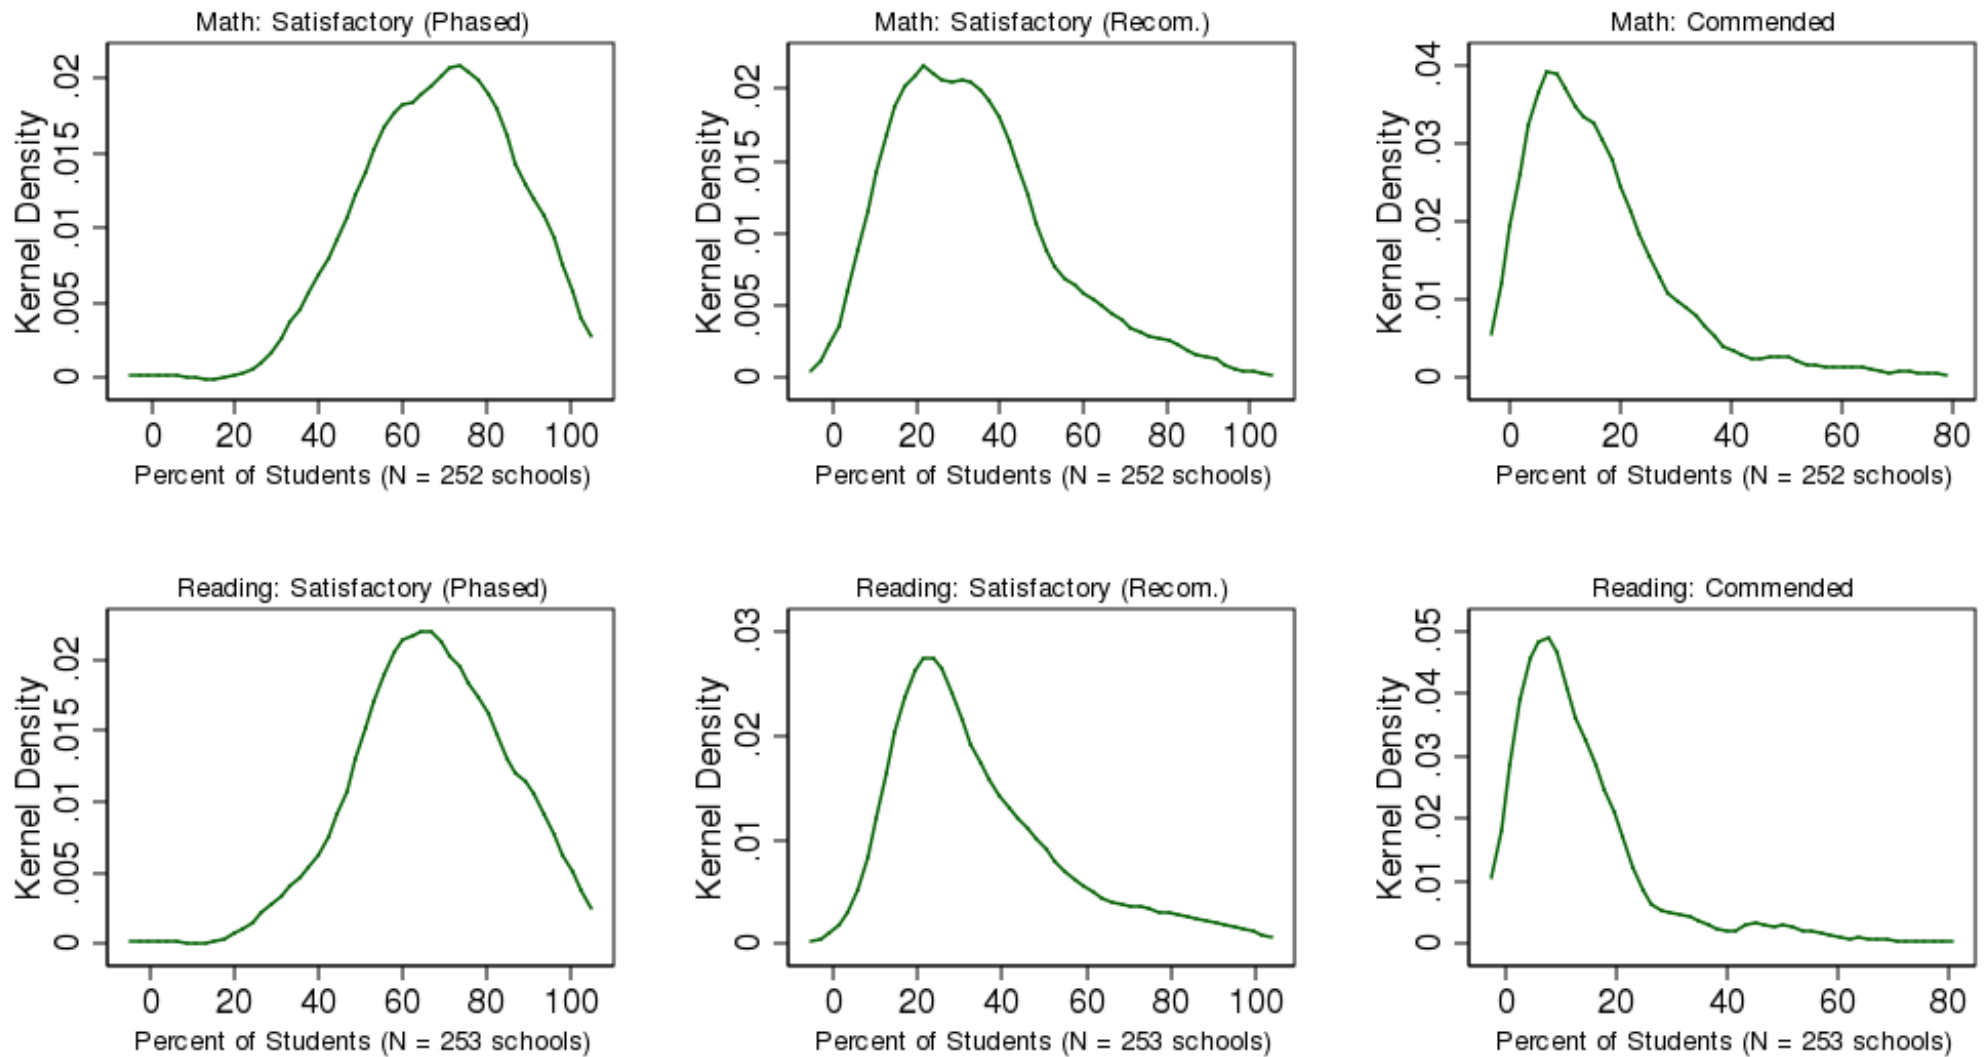 Math: Satisfactory (Phased)
Kernel Density
0 .005 .01 .015 .02
0 20 40 60 80 100
Percent of Students (N = 252 schools)
Math: Satisfactory (Recom.)
Kernel Density
0 .005 .01 .015 .02
0 20 40 60 80 100
Percent of Students (N = 252 schools)
Math: Commended
Kernel Density
0 .01 .02 .03 .04
0 20 40 60 80
Percent of Students (N = 252 schools)
Reading: Satisfactory (Phased)
Kernel Density
0 .005 .01 .015 .02
0 20 40 60 80 100
Percent of Students (N = 253 schools)
Reading: Satisfactory (Recom.)
Kernel Density
0 .01 .02 .03
0 20 40 60 80 100
Percent of Students (N = 253 schools)
Reading: Commended
Kernel Density
0 .01 .02 .03 .04 .05
0 20 40 60 80
Percent of Students (N = 253 schools)